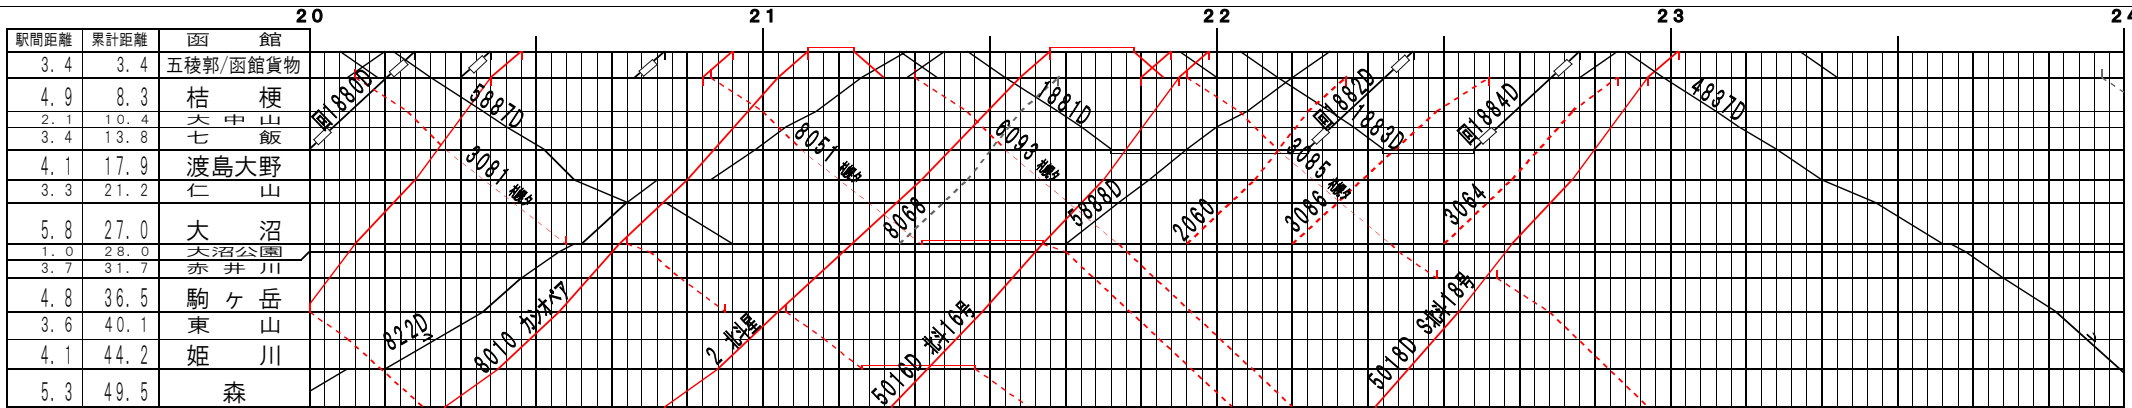 20 21 22 23 24
駅間距離 累計距離 函 館
3.4 3.4 五稜郭/函館貨物
4.9 8.3 桔 梗
2.1 10.4 大 中 山
3.4 13.8 七 飯
4.1 17.9 渡島大野
3.3 21.2 仁 山
5.8 27.0 大 沼
1.0 28.0 大沼公園
3.7 31.7 赤 井 川
4.8 36.5 駒 ヶ 岳
3.6 40.1 東 山
4.1 44.2 姫 川
5.3 49.5 森
回1880D
5887D
3081
822D
8010 カシオペア
8051
2 北斗星
8068
6093
1881D
5016D 北斗16号
5888D
2060
3086
3085
回1882D
1883D
回1884D
3064
5018D S北斗18号
4837D